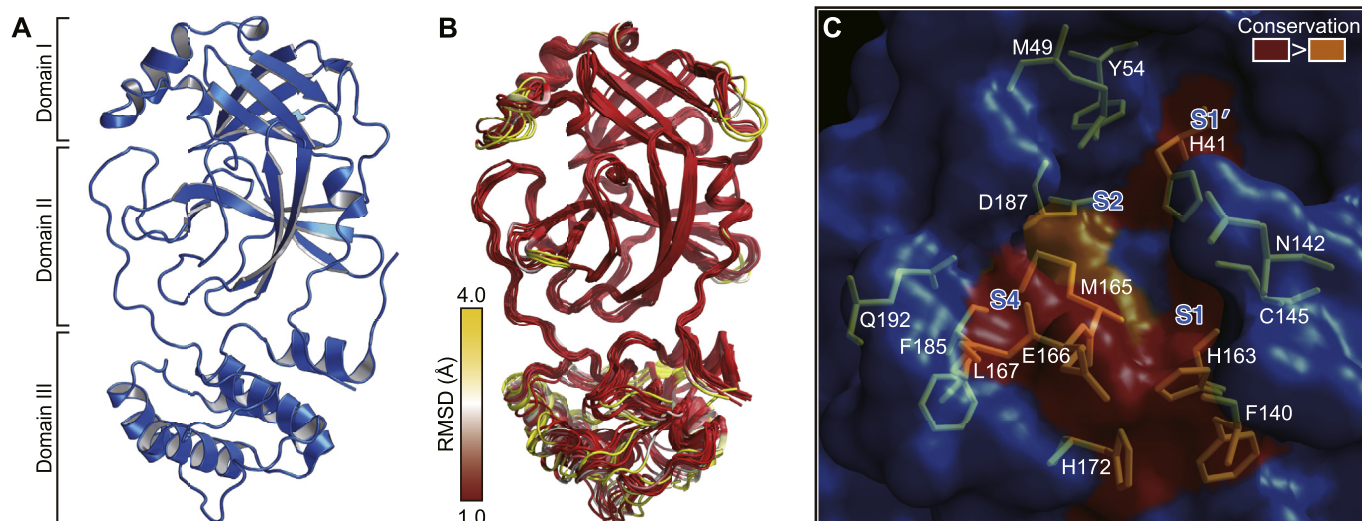 A
Domain I
Domain II
Domain III
B
4.0
RMSD (Å)
1.0
C
Conservation
>
M49
Y54
S1′
H41
D187
S2
N142
M165
S4
S1
C145
Q192
F185
E166
H163
L167
F140
H172